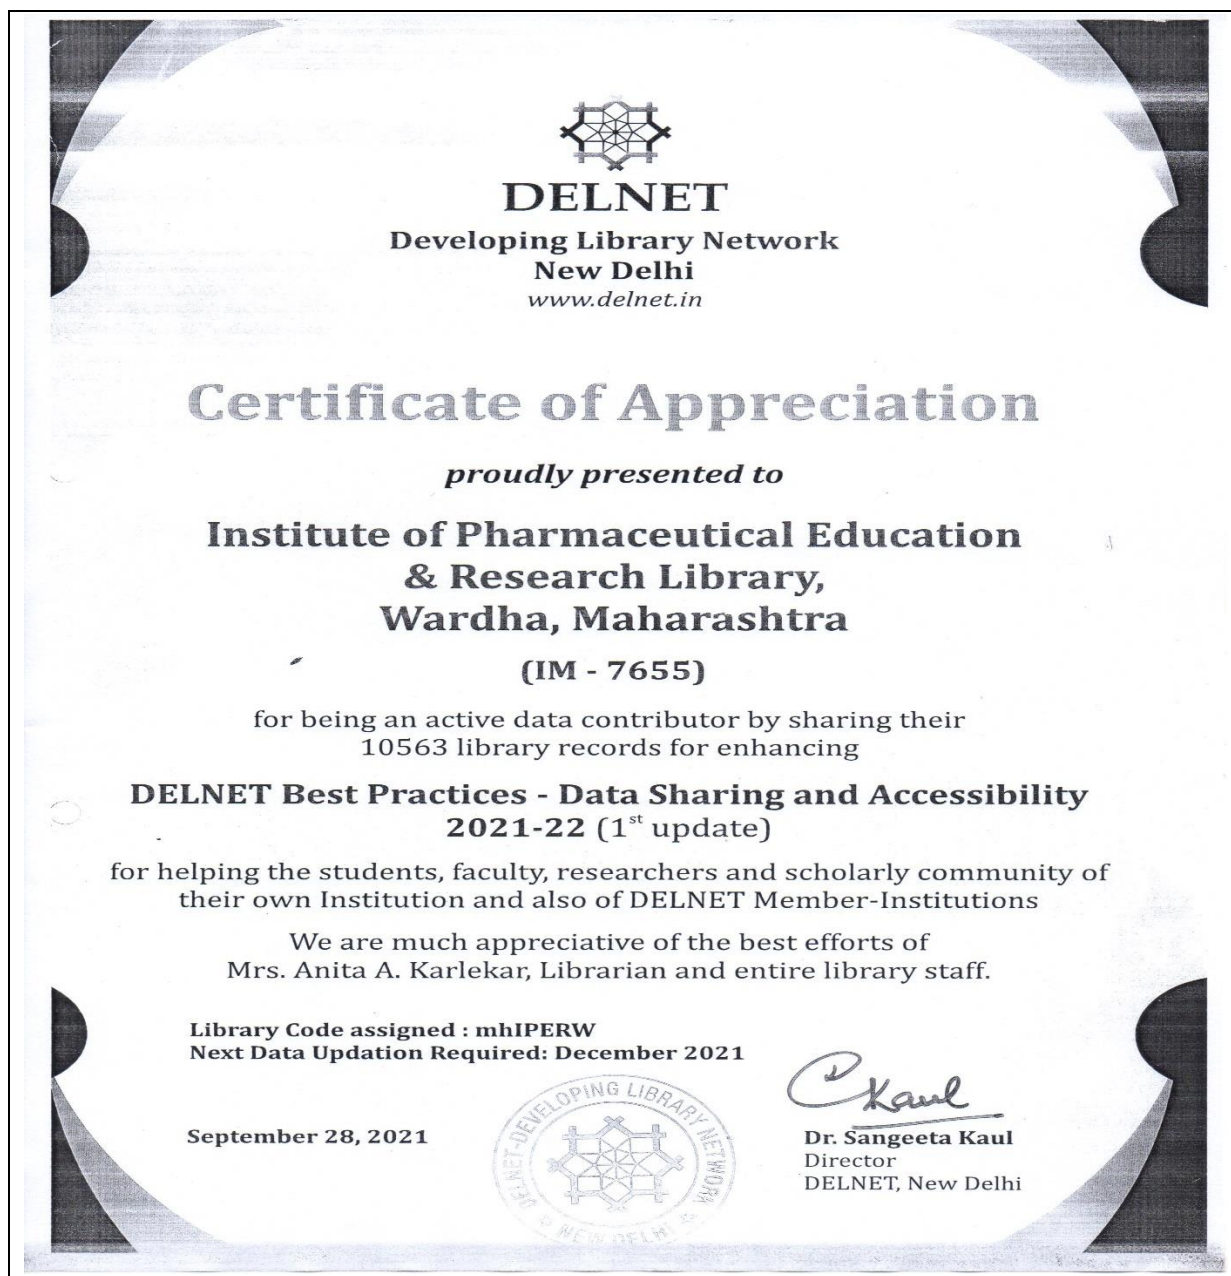 DELNET
Developing Library Network
New Delhi
www.delnet.in
Certificate of Appreciation
proudly presented to
Institute of Pharmaceutical Education
& Research Library,
Wardha, Maharashtra
(IM - 7655)
for being an active data contributor by sharing their
10563 library records for enhancing
DELNET Best Practices - Data Sharing and Accessibility
2021-22 (1st update)
for helping the students, faculty, researchers and scholarly community of
their own Institution and also of DELNET Member-Institutions
We are much appreciative of the best efforts of
Mrs. Anita A. Karlekar, Librarian and entire library staff.
Library Code assigned : mhIPERW
Next Data Updation Required: December 2021
September 28, 2021
DELNET-DEVELOPING LIBRARY NETWORK
NEW DELHI
Kaul
Dr. Sangeeta Kaul
Director
DELNET, New Delhi